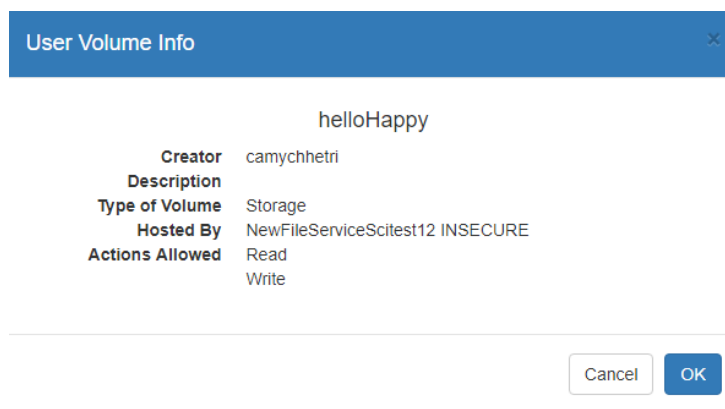 User Volume Info ×
helloHappy
Creator camychhetri
Description
Type of Volume Storage
Hosted By NewFileServiceScitest12 INSECURE
Actions Allowed Read
Write
Cancel OK